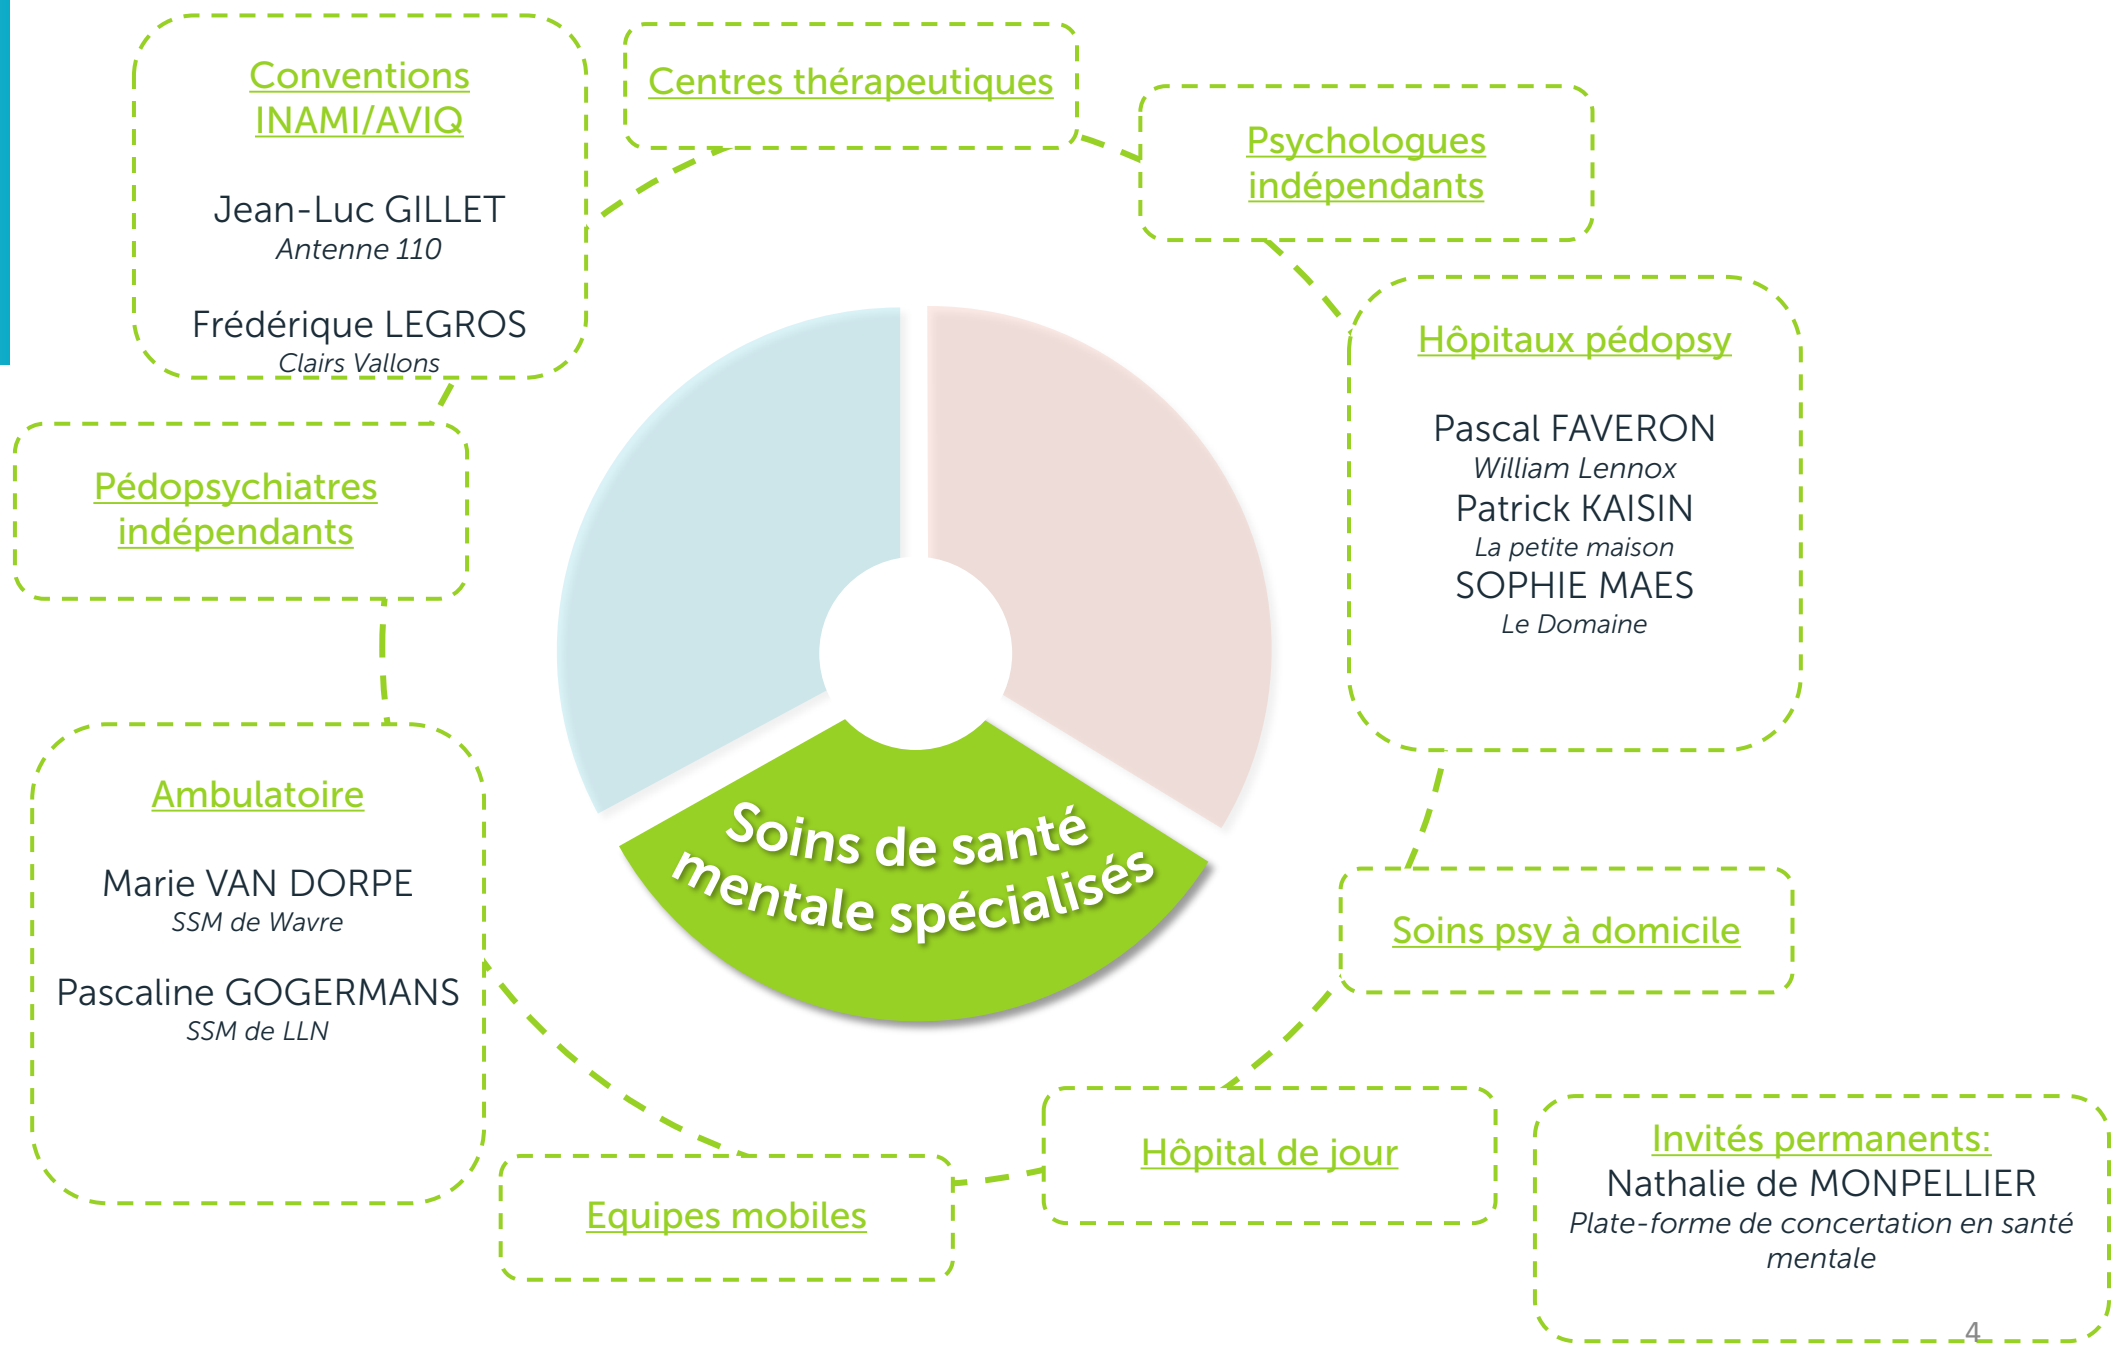 Conventions
INAMI/AVIQ
Jean-Luc GILLET
Antenne 110
Frédérique LEGROS
Clairs Vallons
Centres thérapeutiques
Psychologues
indépendants
Hôpitaux pédopsy
Pascal FAVERON
William Lennox
Patrick KAISIN
La petite maison
SOPHIE MAES
Le Domaine
Pédopsychiatres
indépendants
Ambulatoire
Marie VAN DORPE
SSM de Wavre
Pascaline GOGERMANS
SSM de LLN
Soins de santé
mentale spécialisés
Soins psy à domicile
Hôpital de jour
Equipes mobiles
Invités permanents:
Nathalie de MONPELLIER
Plate-forme de concertation en santé
mentale
4